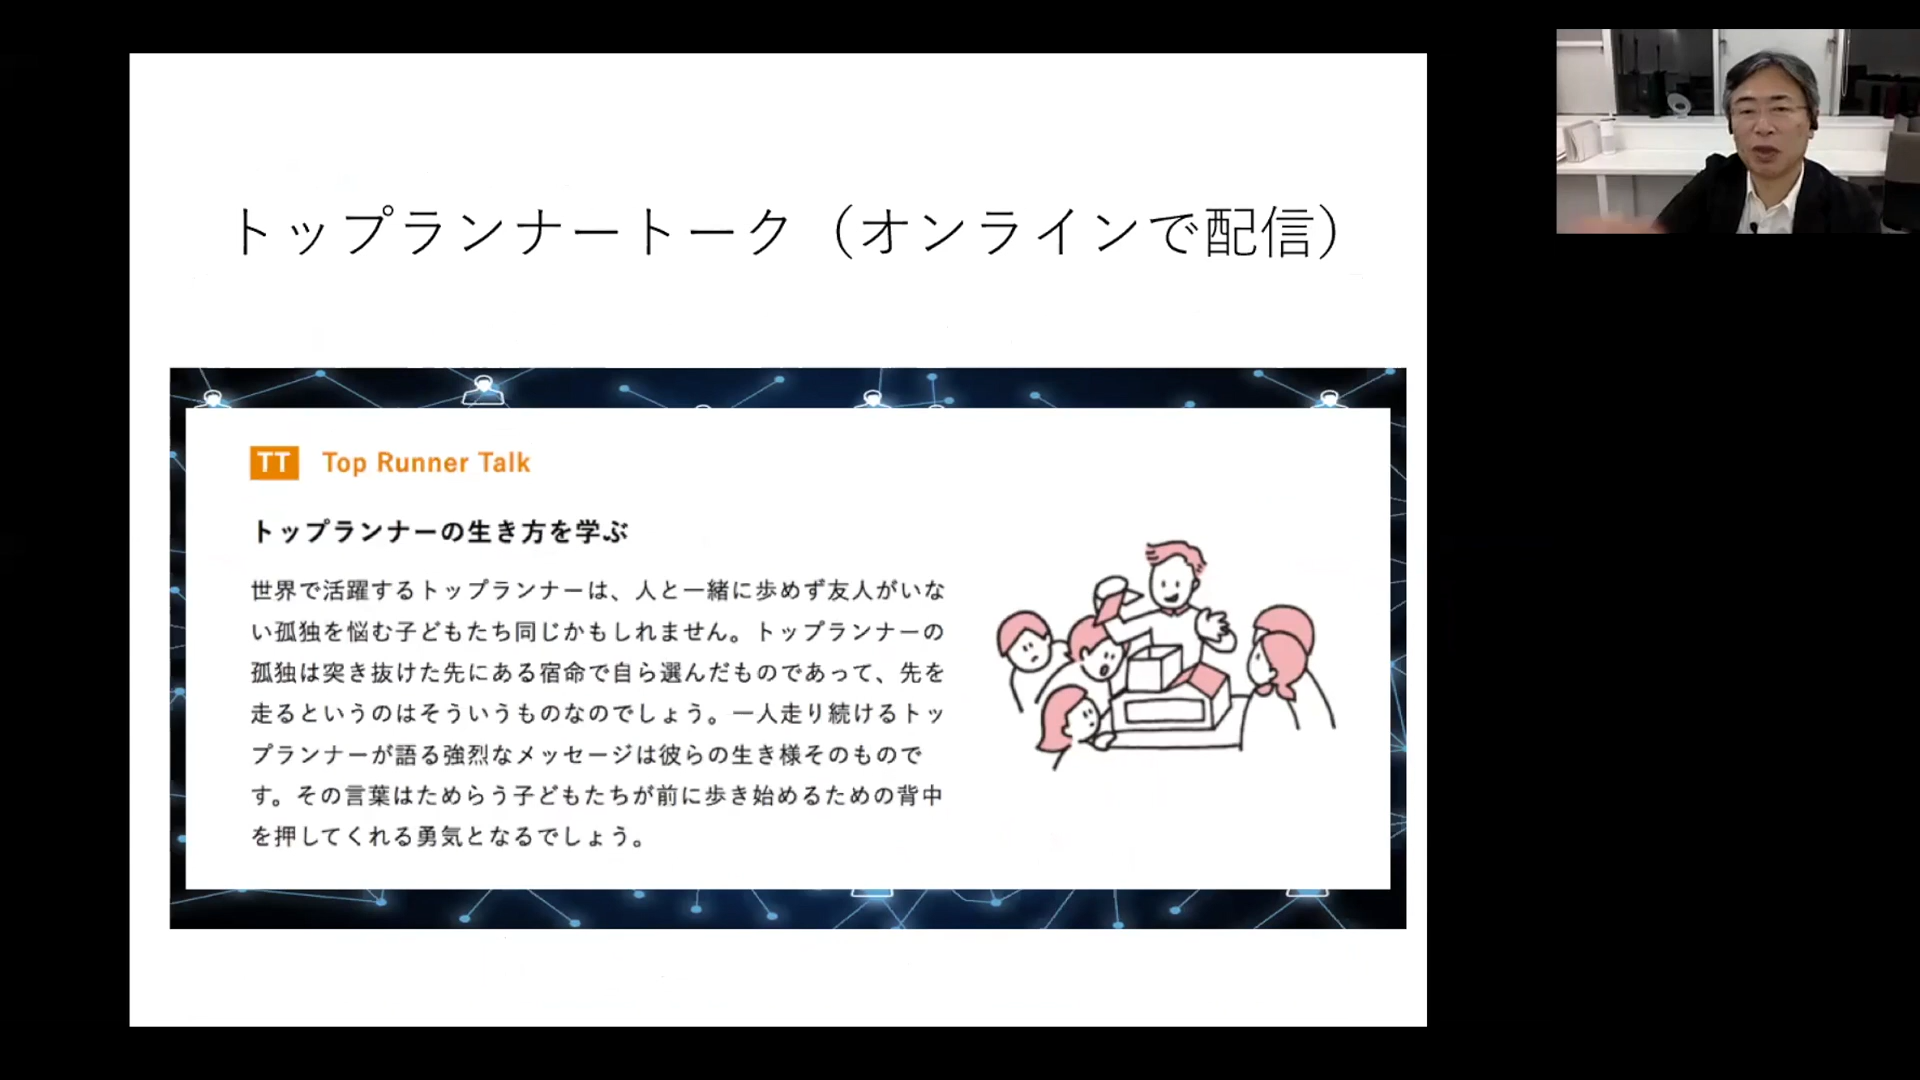 トップランナートーク（オンラインで配信）
TT Top Runner Talk
トップランナーの生き方を学ぶ
世界で活躍するトップランナーは、人と一緒に歩めず友人がいな
い孤独を悩む子どもたち同じかもしれません。トップランナーの
孤独は突き抜けた先にある宿命で自ら選んだものであって、先を
走るというのはそういうものなのでしょう。一人走り続けるトッ
プランナーが語る強烈なメッセージは彼らの生き様そのもので
す。その言葉はためらう子どもたちが前に歩き始めるための背中
を押してくれる勇気となるでしょう。